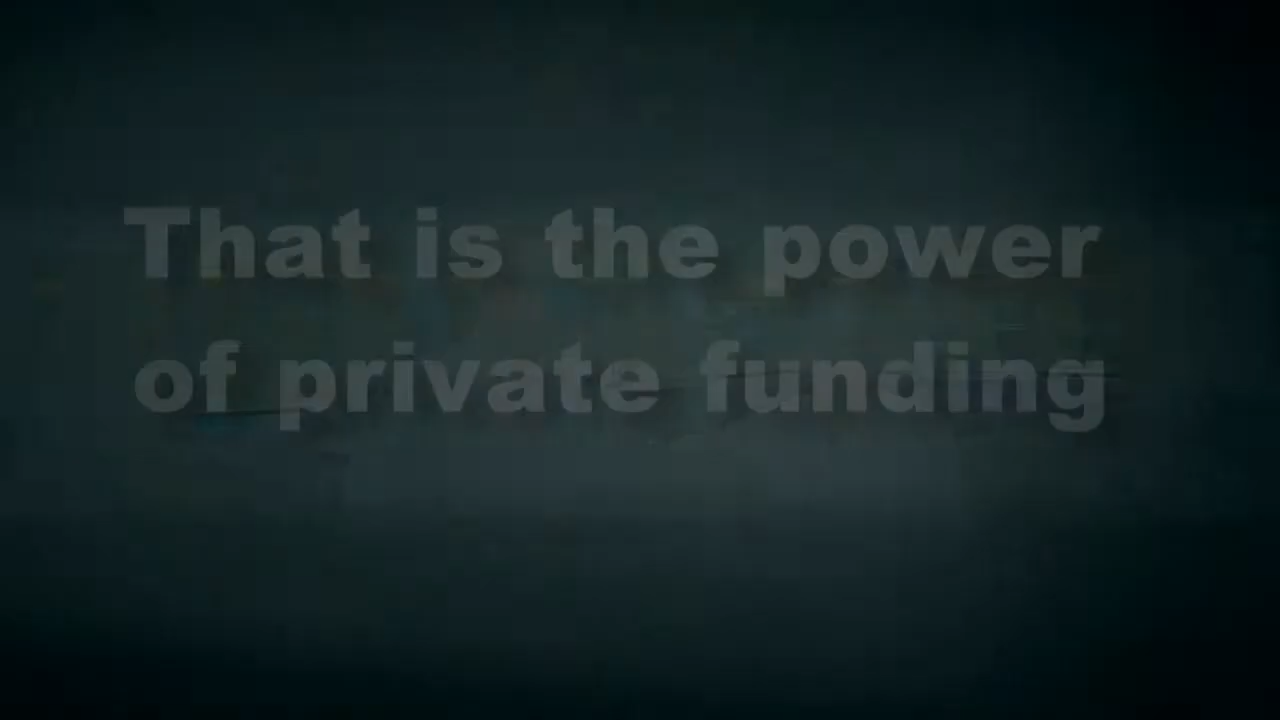 That is the power
of private funding